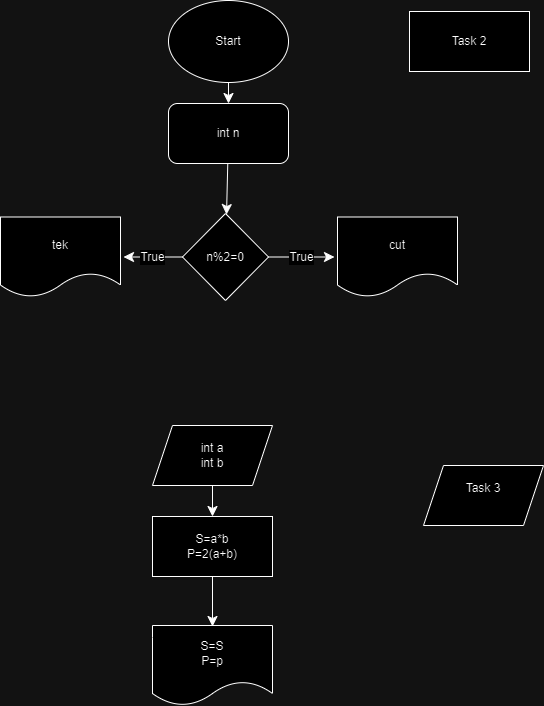 Start
Task 2
int n
tek
True
n%2=0
True
cut
int a
int b
Task 3
S=a*b
P=2(a+b)
S=S
P=p